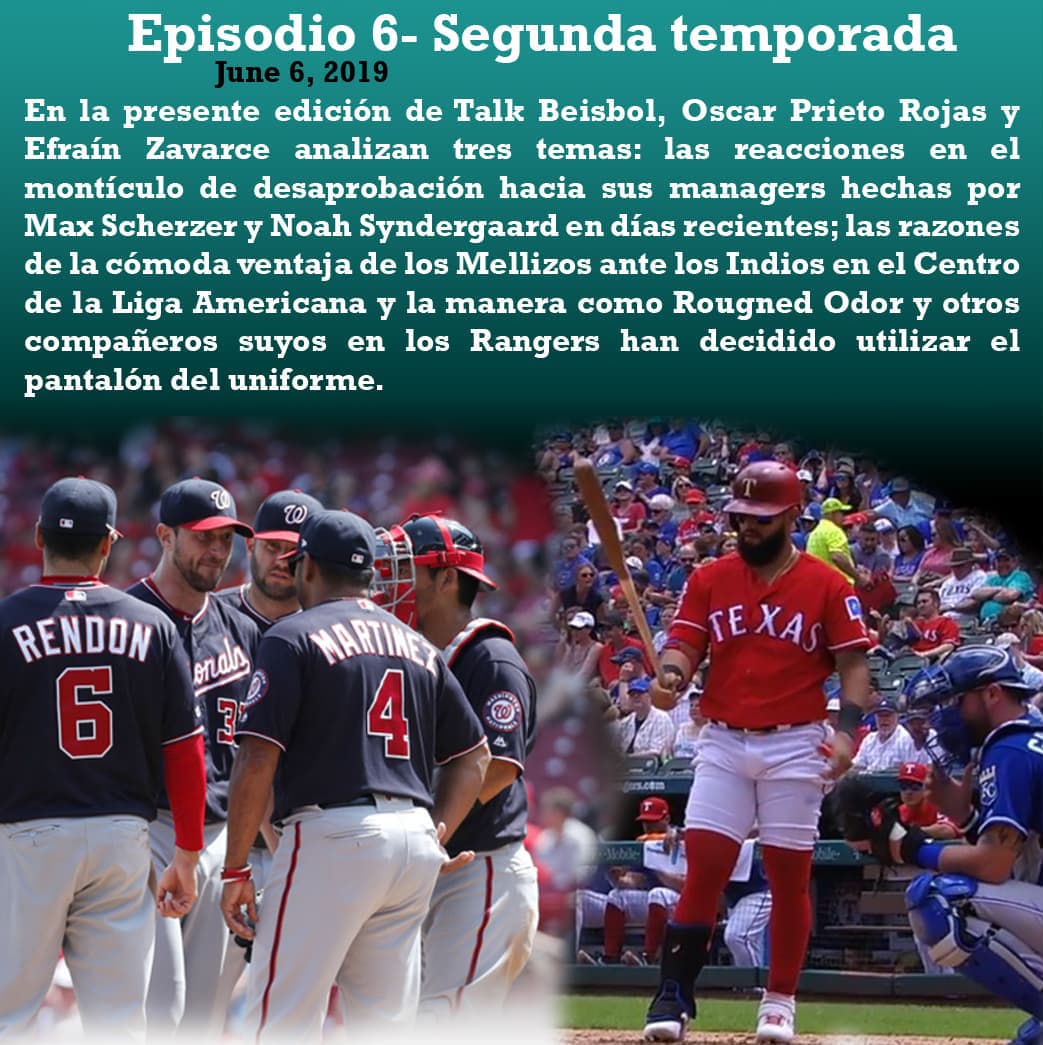 Episodio 6- Segunda temporada
June 6, 2019
En la presente edición de Talk Beisbol, Oscar Prieto Rojas y
Efraín Zavarce analizan tres temas: las reacciones en el
montículo de desaprobación hacia sus managers hechas por
Max Scherzer y Noah Syndergaard en días recientes; las razones
de la cómoda ventaja de los Mellizos ante los Indios en el Centro
de la Liga Americana y la manera como Rougned Odor y otros
compañeros suyos en los Rangers han decidido utilizar el
pantalón del uniforme.
RENDON
6
onals
3
MARTINEZ
4
W
W
W
T
TEXAS
T
T
KC